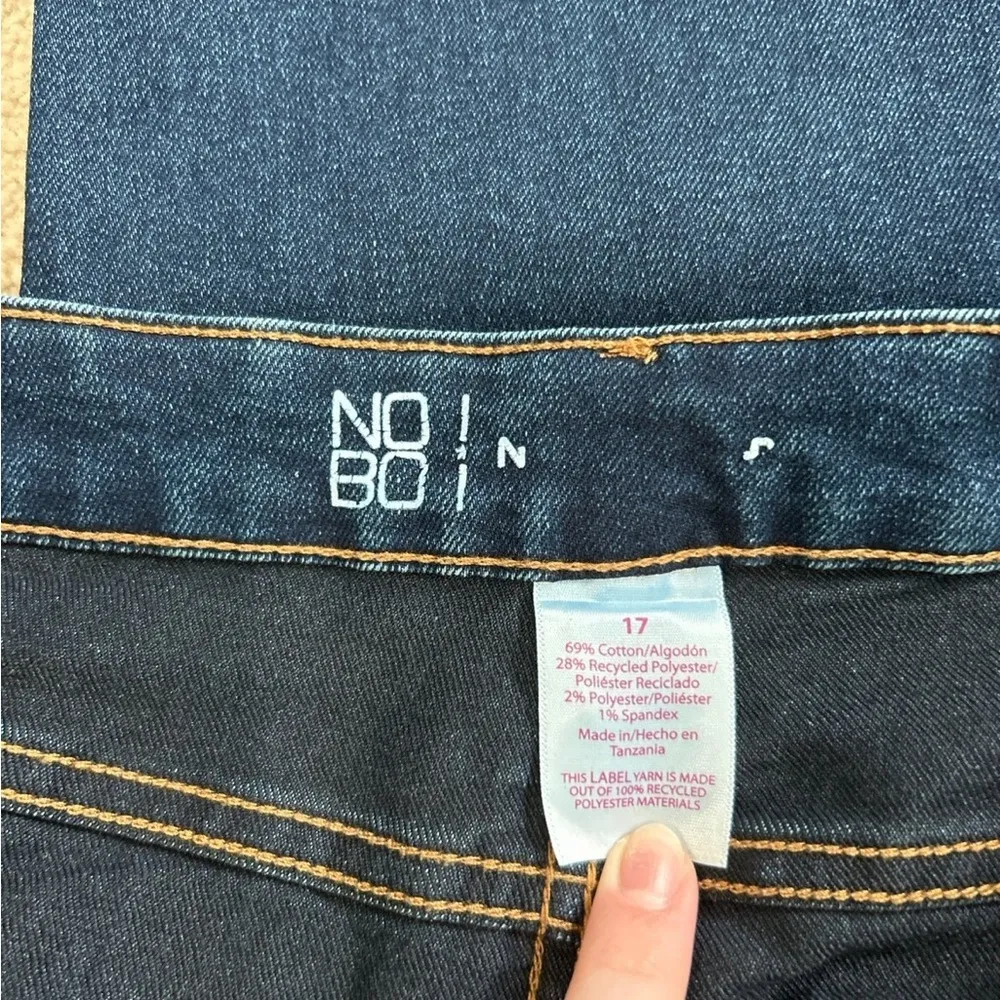 NO
BO
N S
17
69% Cotton/Algodón
28% Recycled Polyester/
Poliéster Reciclado
2% Polyester/Poliéster
1% Spandex
Made in/Hecho en
Tanzania
THIS LABEL YARN IS MADE
OUT OF 100% RECYCLED
POLYESTER MATERIALS